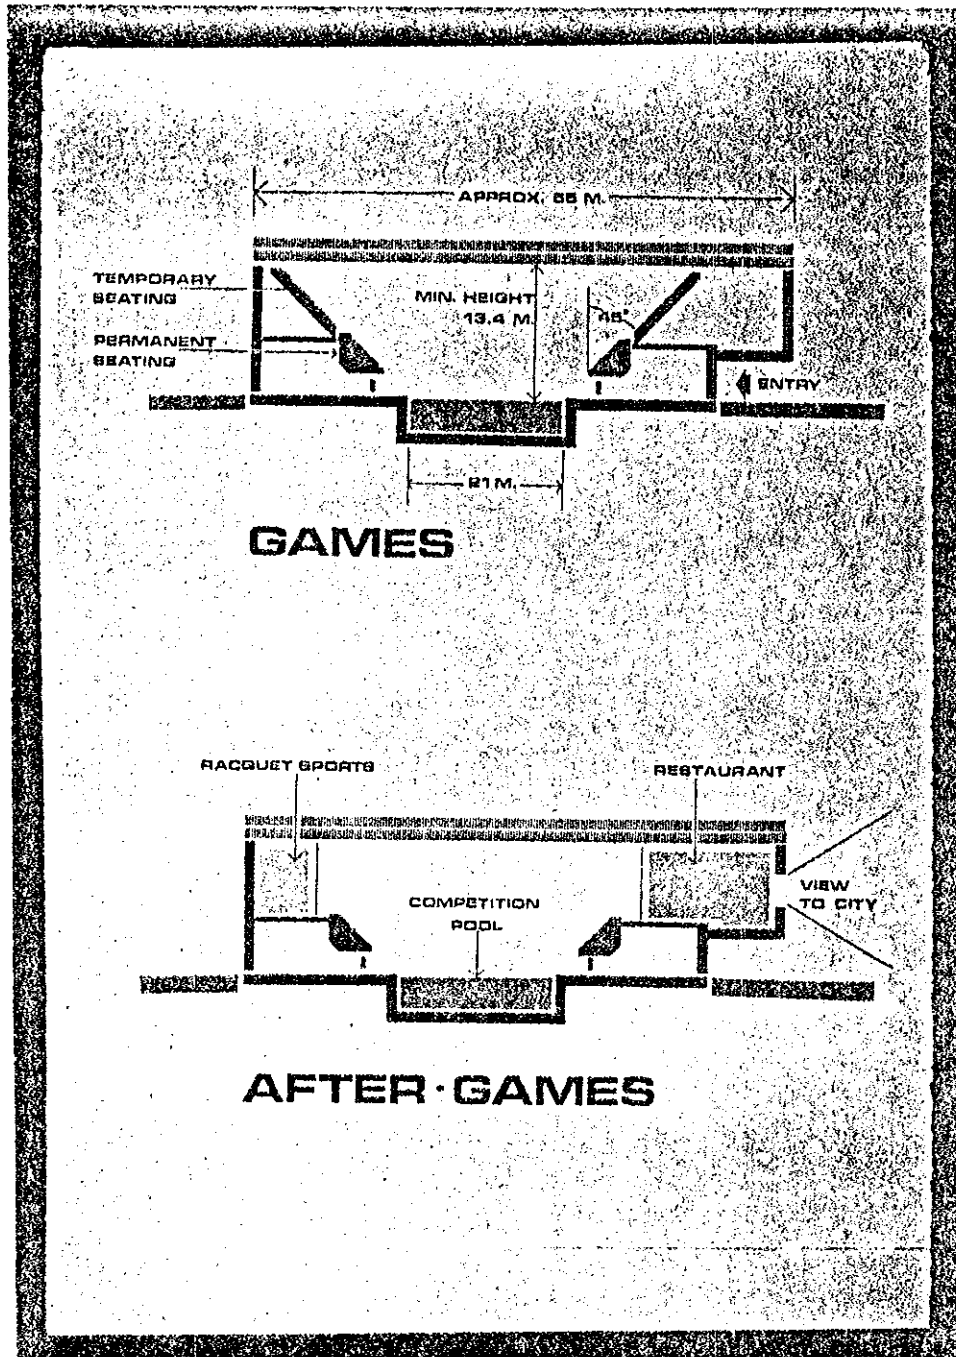 APPROX. M.
TEMPORARY
SEATING
MIN. HEIGHT
13.4 M.
45°
PERMANENT
SEATING
ENTRY
21 M.
GAMES
RACQUET SPORTS
RESTAURANT
COMPETITION
POOL
VIEW
TO CITY
AFTER·GAMES